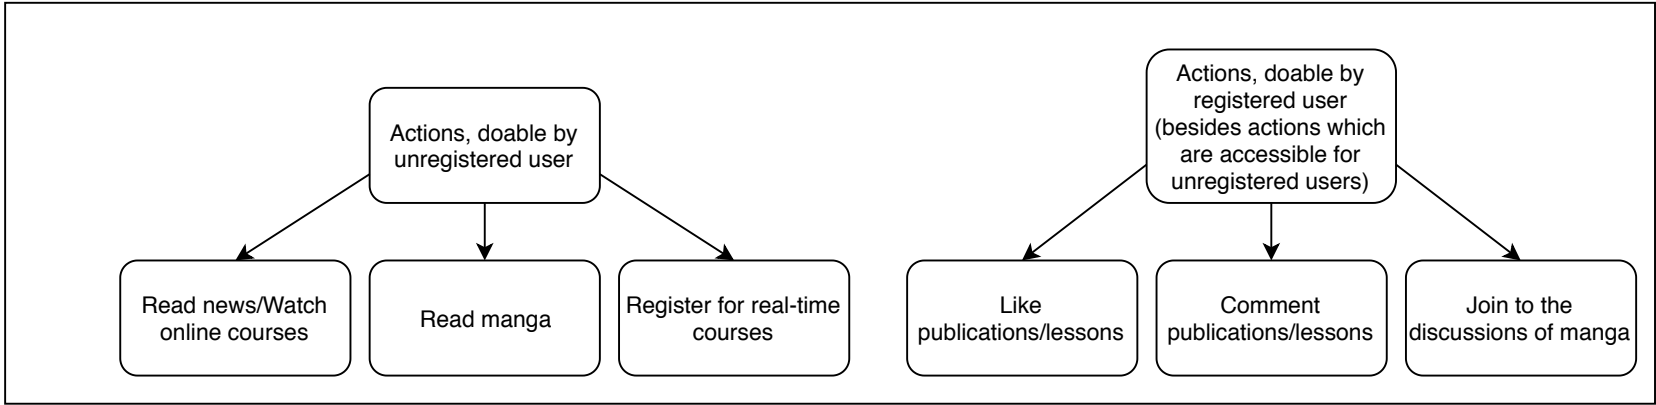 Actions, doable by
unregistered user
Read news/Watch
online courses
Read manga
Register for real-time
courses
Actions, doable by
registered user
(besides actions which
are accessible for
unregistered users)
Like
publications/lessons
Comment
publications/lessons
Join to the
discussions of manga